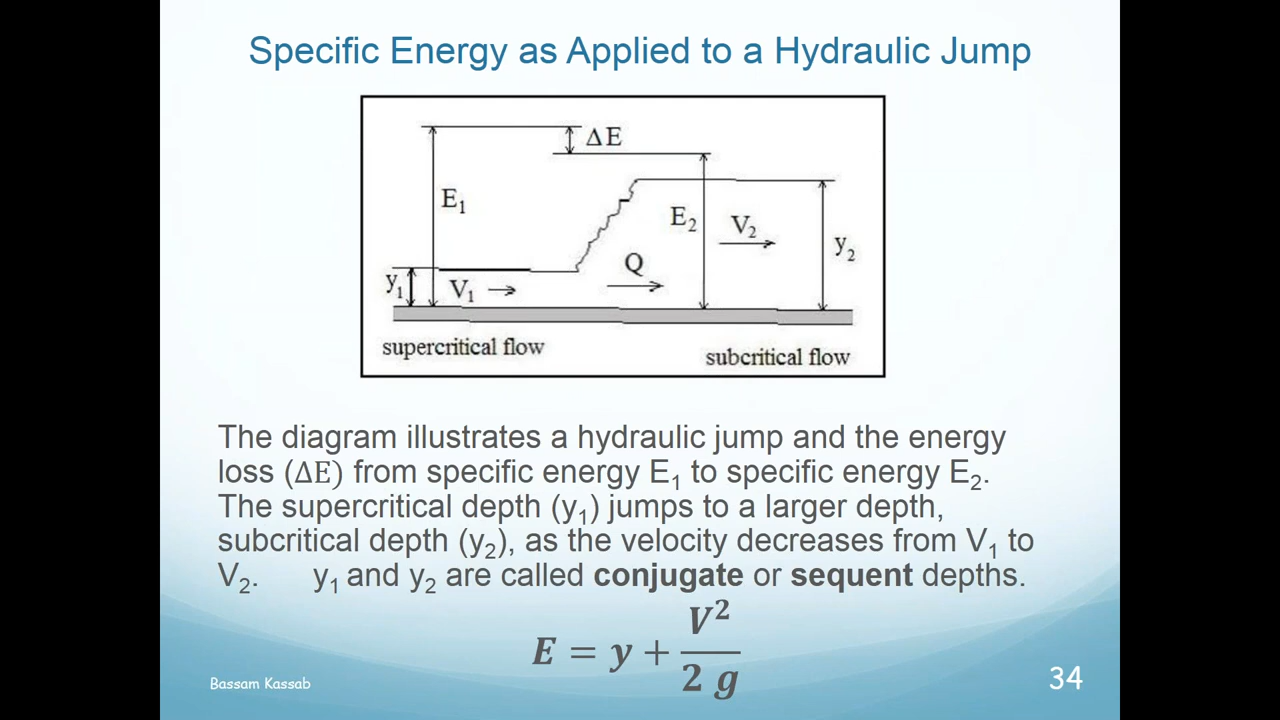 Specific Energy as Applied to a Hydraulic Jump
ΔE
E₁
E₂
V₂
y₂
Q
y₁
V₁
supercritical flow
subcritical flow
The diagram illustrates a hydraulic jump and the energy
loss (ΔE) from specific energy E₁ to specific energy E₂.
The supercritical depth (y₁) jumps to a larger depth,
subcritical depth (y₂), as the velocity decreases from V₁ to
V₂. y₁ and y₂ are called conjugate or sequent depths.
E = y + V²/2 g
Bassam Kassab
34